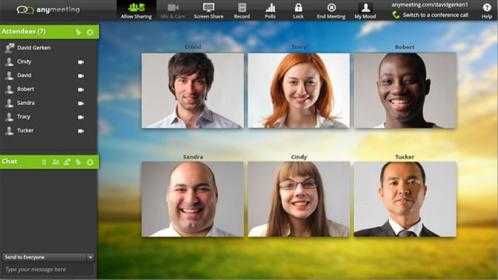 anymeeting
Allow Sharing
Mic & Cam
Screen Share
Record
Polls
Lock
End Meeting
My Mood
anymeeting.com/davidgerken1
Switch to a conference call
Help
Attendees (7)
David Gerken
Cindy
David
Robert
Sandra
Tracy
Tucker
David
Tracy
Robert
Sandra
Cindy
Tucker
Chat
Send to Everyone
Type your message here